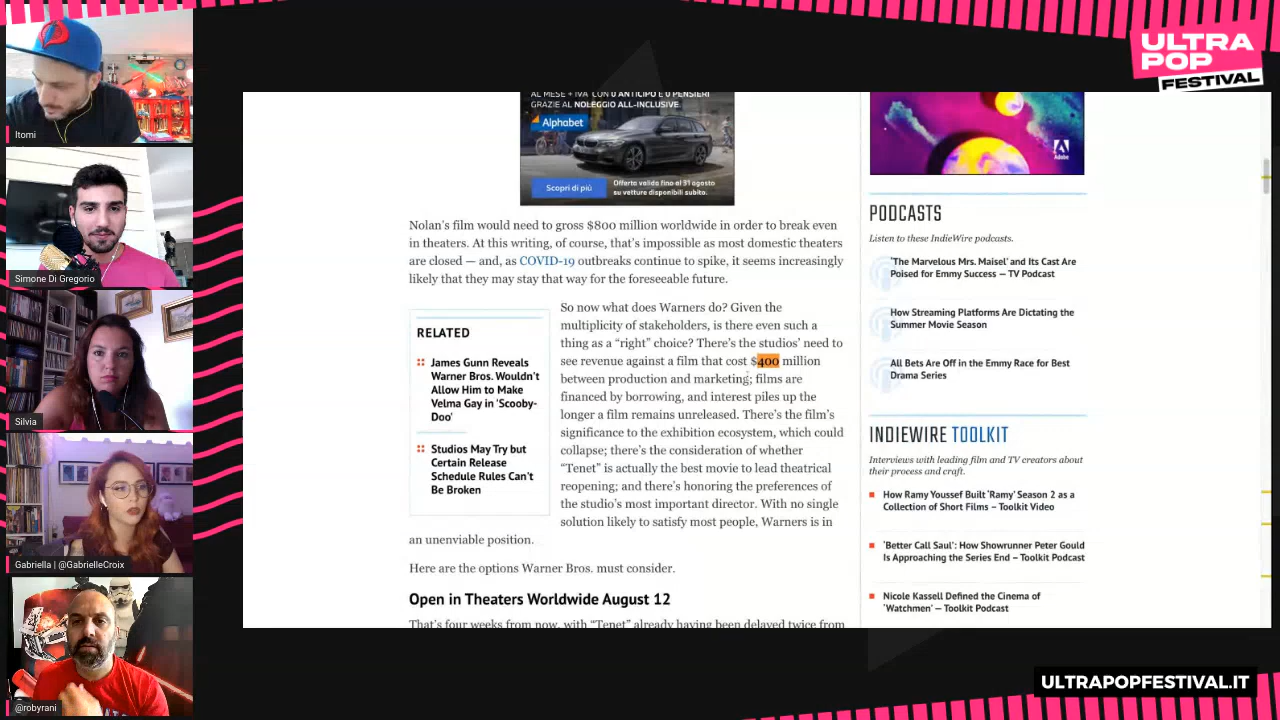 ULTRA
POP
FESTIVAL
Itomi
Simone Di Gregorio
Silvia
Gabriella | @GabrielleCroix
@robyrani
AL MESE + IVA CON 0 ANTICIPO E 0 PENSIERI
GRAZIE AL NOLEGGIO ALL-INCLUSIVE
Alphabet
Scopri di più
Offerta valida fino al 31 agosto
su vetture disponibili subito.
Nolan's film would need to gross $800 million worldwide in order to break even
in theaters. At this writing, of course, that's impossible as most domestic theaters
are closed — and, as COVID-19 outbreaks continue to spike, it seems increasingly
likely that they may stay that way for the foreseeable future.
RELATED
James Gunn Reveals
Warner Bros. Wouldn't
Allow Him to Make
Velma Gay in 'Scooby-
Doo'
Studios May Try but
Certain Release
Schedule Rules Can't
Be Broken
So now what does Warners do? Given the
multiplicity of stakeholders, is there even such a
thing as a “right” choice? There's the studios' need to
see revenue against a film that cost $400 million
between production and marketing; films are
financed by borrowing, and interest piles up the
longer a film remains unreleased. There's the film's
significance to the exhibition ecosystem, which could
collapse; there's the consideration of whether
“Tenet” is actually the best movie to lead theatrical
reopening; and there's honoring the preferences of
the studio's most important director. With no single
solution likely to satisfy most people, Warners is in
an unenviable position.
Here are the options Warner Bros. must consider.
Open in Theaters Worldwide August 12
That's four weeks from now, with “Tenet” already having been delayed twice from
Adobe
PODCASTS
Listen to these IndieWire podcasts.
'The Marvelous Mrs. Maisel' and Its Cast Are
Poised for Emmy Success — TV Podcast
How Streaming Platforms Are Dictating the
Summer Movie Season
All Bets Are Off in the Emmy Race for Best
Drama Series
INDIEWIRE TOOLKIT
Interviews with leading film and TV creators about
their process and craft.
How Ramy Youssef Built 'Ramy' Season 2 as a
Collection of Short Films – Toolkit Video
'Better Call Saul': How Showrunner Peter Gould
Is Approaching the Series End – Toolkit Podcast
Nicole Kassell Defined the Cinema of
'Watchmen' — Toolkit Podcast
ULTRAPOPFESTIVAL.IT